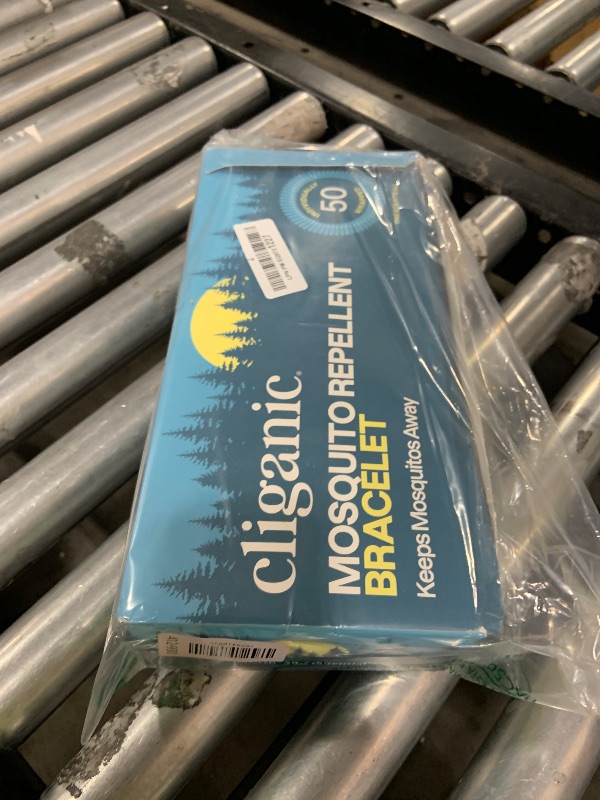 cliganic
MOSQUITO REPELLENT
BRACELET
Keeps Mosquitos Away
50